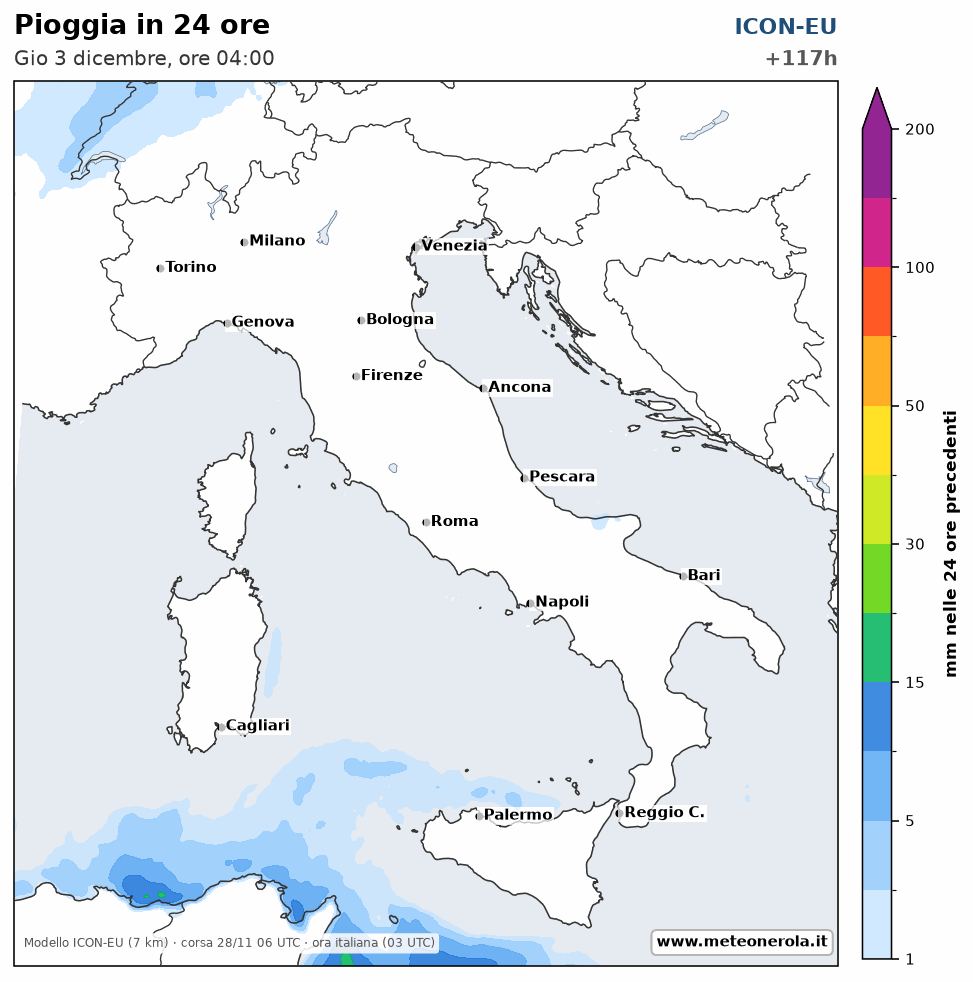 Pioggia in 24 ore
ICON-EU
Gio 3 dicembre, ore 04:00
+117h
200
Milano
Venezia
Torino
100
Genova
Bologna
Firenze
Ancona
50
Pescara
Roma
30
Bari
Napoli
mm nelle 24 ore precedenti
15
Cagliari
Palermo
Reggio C.
5
Modello ICON-EU (7 km) · corsa 28/11 06 UTC · ora italiana (03 UTC)
www.meteonerola.it
1